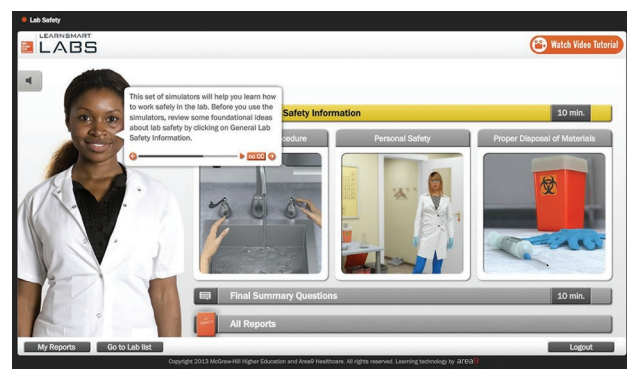 Lab Safety
LEARNSMART
LABS
Watch Video Tutorial
This set of simulators will help you learn how
to work safely in the lab. Before you use the
simulators, review some foundational ideas
about lab safety by clicking on General Lab
Safety Information.
no CC
Safety Information
10 min.
cedure
Personal Safety
Proper Disposal of Materials
Final Summary Questions
10 min.
All Reports
My Reports
Go to Lab list
Logout
Copyright 2013 McGraw-Hill Higher Education and Area9 Healthcare. All rights reserved. Learning technology by area9